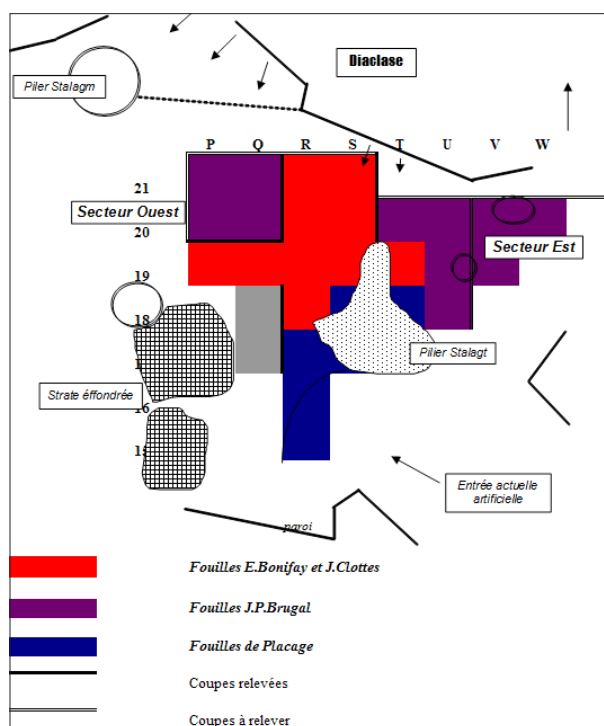 Diaclase
Piler Stalagm
P Q R S T U V W
21
Secteur Ouest
20
Secteur Est
19
18
Pilier Stalagt
Strate éffondrée
16
Entrée actuelle
artificielle
paroi
Fouilles E.Bonifay et J.Clottes
Fouilles J.P.Brugal
Fouilles de Placage
Coupes relevées
Coupes à relever